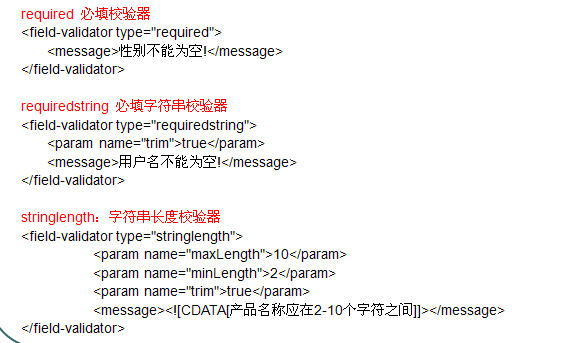 required 必填校验器
<field-validator type="required">
<message>性别不能为空!</message>
</field-validator>
requiredstring 必填字符串校验器
<field-validator type="requiredstring">
<param name="trim">true</param>
<message>用户名不能为空!</message>
</field-validator>
stringlength：字符串长度校验器
<field-validator type="stringlength">
<param name="maxLength">10</param>
<param name="minLength">2</param>
<param name="trim">true</param>
<message><![CDATA[产品名称应在2-10个字符之间]]></message>
</field-validator>